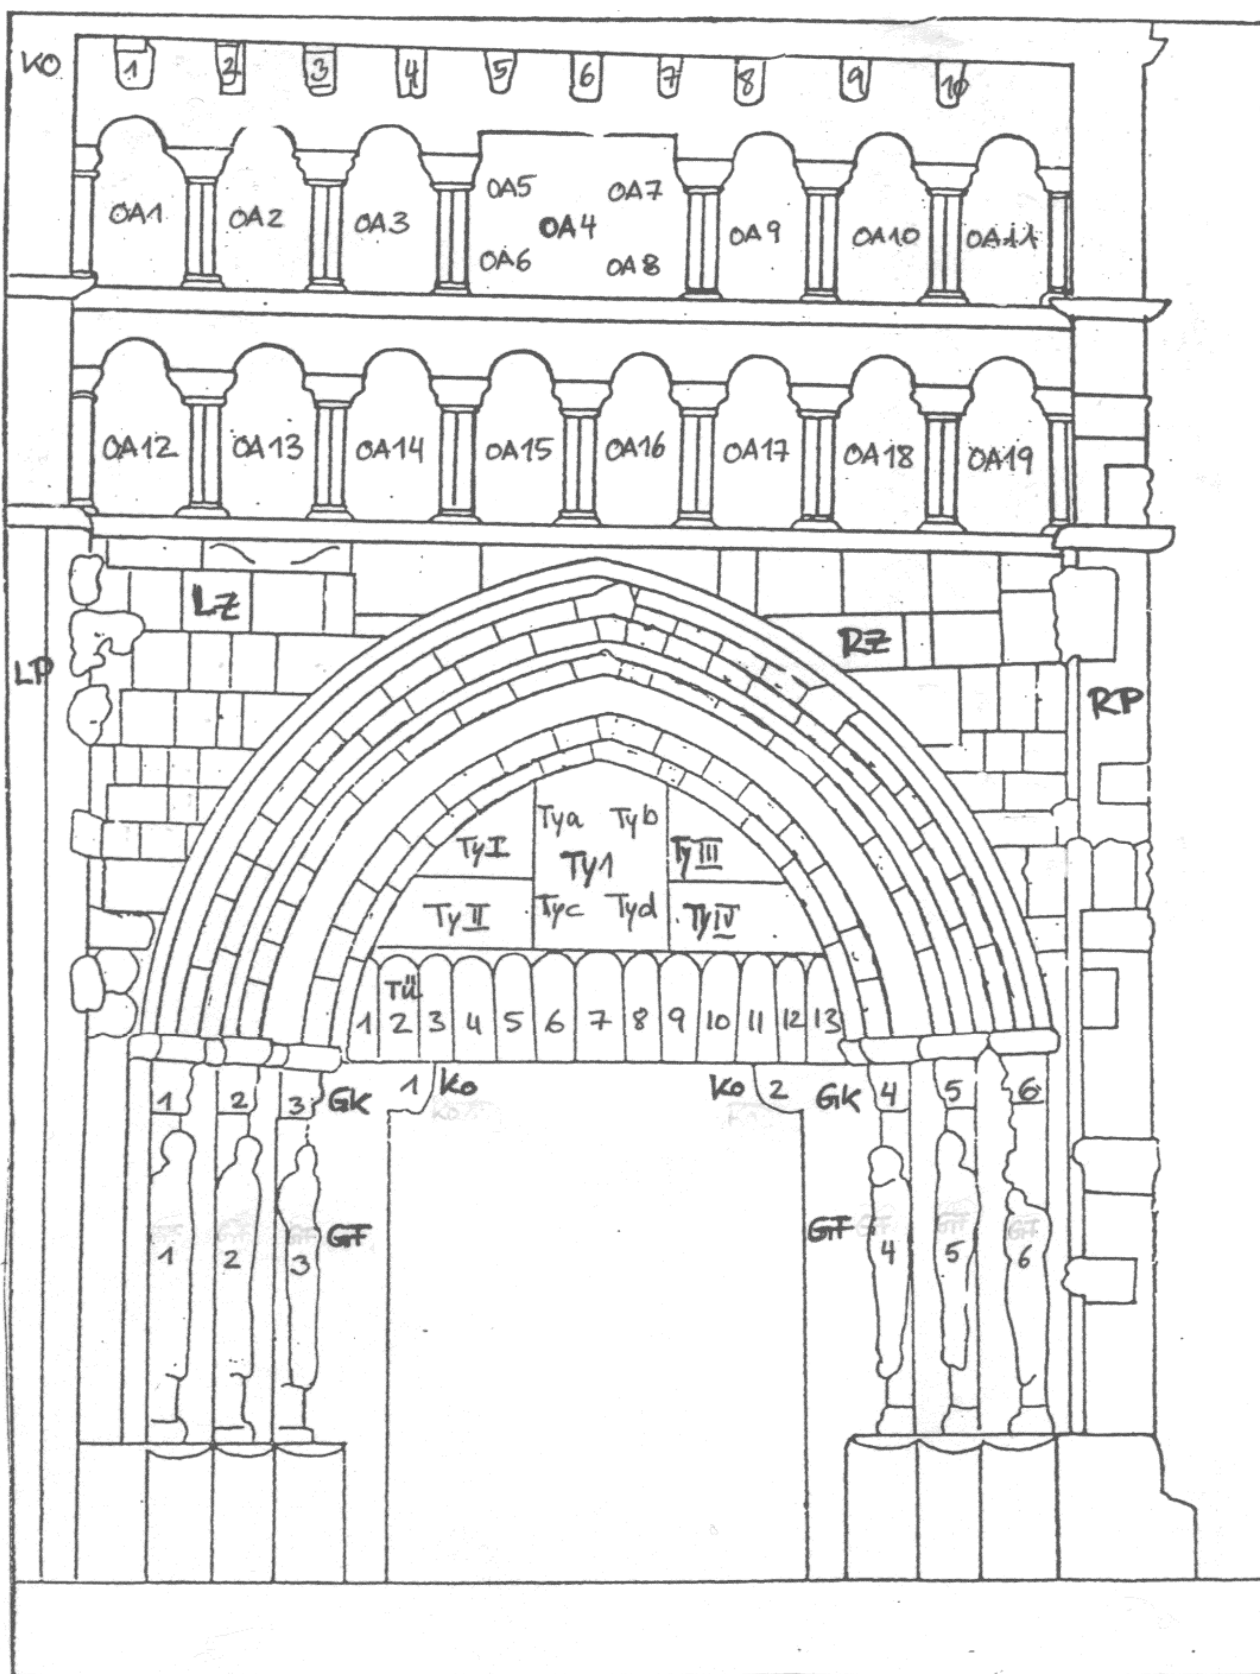 KO 1 2 3 4 5 6 7 8 9 10
OA1 OA2 OA3 OA5 OA7 OA9 OA10 OA11
OA4
OA6 OA8
OA12 OA13 OA14 OA15 OA16 OA17 OA18 OA19
LZ RZ
LP RP
Tya Tyb
TyI Ty1 TyIII
TyII Tyc Tyd TyIV
Tü
1 2 3 4 5 6 7 8 9 10 11 12 13
1 2 3 GK 1 Ko Ko 2 GK 4 5 6
GF GF
1 2 3 4 5 6